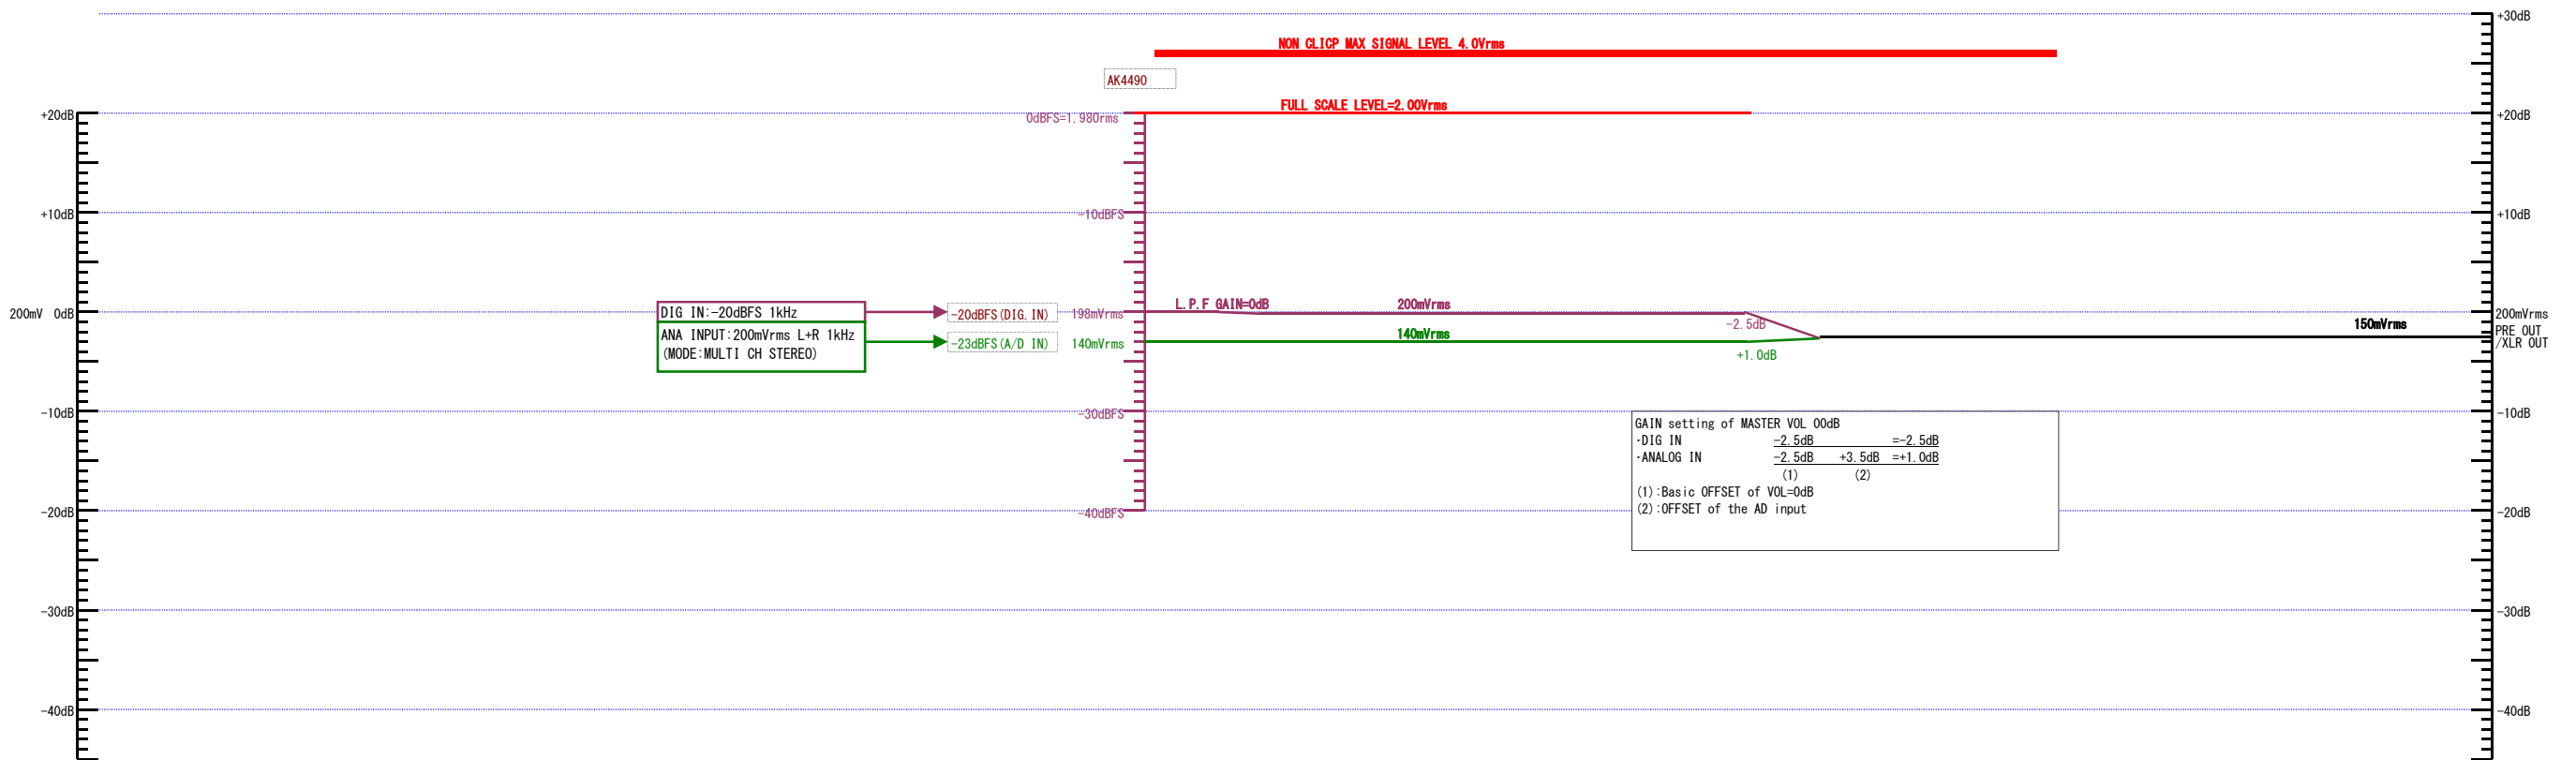 +30dB
NON CLICP MAX SIGNAL LEVEL 4.0Vrms
AK4490
FULL SCALE LEVEL=2.00Vrms
+20dB
0dBFS=1.980rms
+20dB
+10dB
-10dBFS
+10dB
200mV 0dB
DIG IN:-20dBFS 1kHz
-20dBFS(DIG.IN)
198mVrms
L.P.F GAIN=0dB
200mVrms
-2.5dB
150mVrms
200mVrms
PRE OUT
/XLR OUT
ANA INPUT:200mVrms L+R 1kHz
(MODE:MULTI CH STEREO)
-23dBFS(A/D IN)
140mVrms
140mVrms
+1.0dB
-10dB
-30dBFS
-10dB
GAIN setting of MASTER VOL 00dB
・DIG IN -2.5dB =-2.5dB
・ANALOG IN -2.5dB +3.5dB =+1.0dB
(1) (2)
(1):Basic OFFSET of VOL=0dB
(2):OFFSET of the AD input
-20dB
-40dBFS
-20dB
-30dB
-30dB
-40dB
-40dB